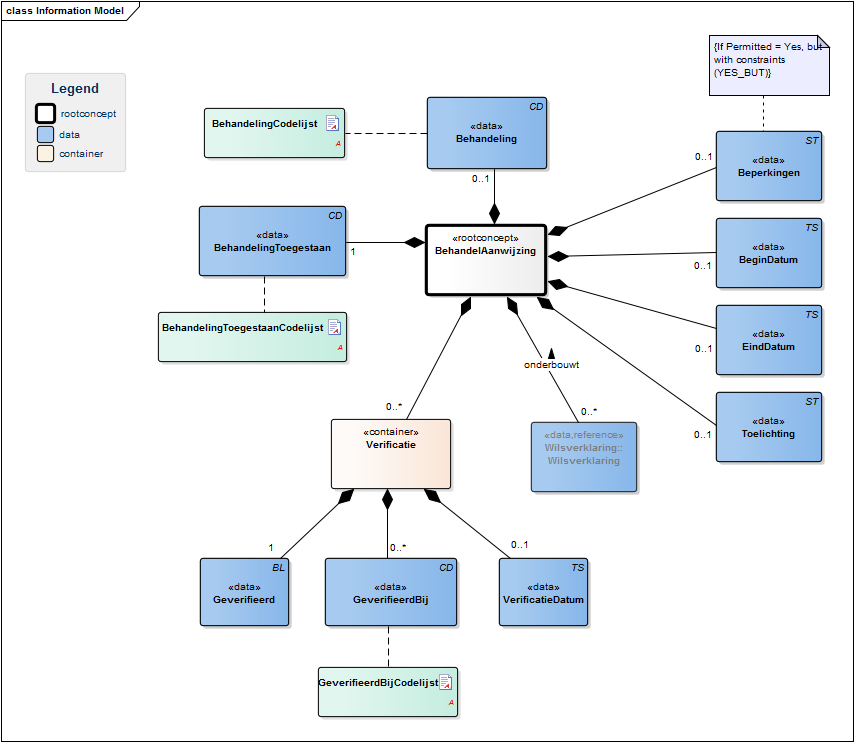 class Information Model
{If Permitted = Yes, but
with constraints
(YES_BUT)}
Legend
rootconcept
data
container
BehandelingCodelijst
A
CD
«data»
Behandeling
0..1
ST
«data»
Beperkingen
0..1
CD
«data»
BehandelingToegestaan
1
«rootconcept»
BehandelAanwijzing
TS
«data»
BeginDatum
0..1
BehandelingToegestaanCodelijst
A
TS
«data»
EindDatum
0..1
onderbouwt
ST
«data»
Toelichting
0..1
0..*
0..*
«container»
Verificatie
«data,reference»
Wilsverklaring::
Wilsverklaring
1
0..*
0..1
BL
«data»
Geverifieerd
CD
«data»
GeverifieerdBij
TS
«data»
VerificatieDatum
GeverifieerdBijCodelijst
A